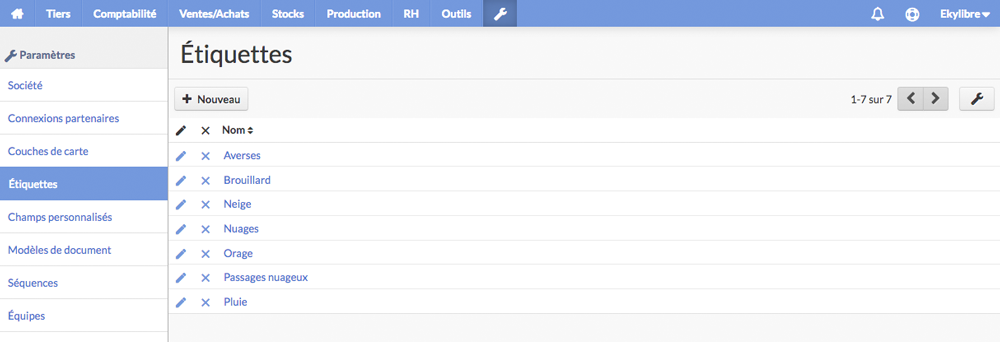 Tiers Comptabilité Ventes/Achats Stocks Production RH Outils Ekylibre
Paramètres
Société
Connexions partenaires
Couches de carte
Étiquettes
Champs personnalisés
Modèles de document
Séquences
Équipes
Étiquettes
Nouveau 1-7 sur 7
Nom
Averses
Brouillard
Neige
Nuages
Orage
Passages nuageux
Pluie